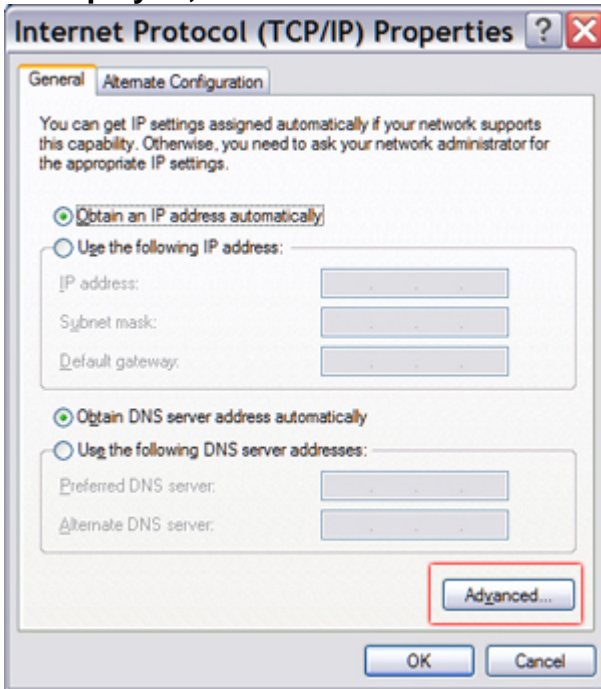 Internet Protocol (TCP/IP) Properties ? X
General Alternate Configuration
You can get IP settings assigned automatically if your network supports
this capability. Otherwise, you need to ask your network administrator for
the appropriate IP settings.
Obtain an IP address automatically
Use the following IP address:
IP address:
Subnet mask:
Default gateway:
Obtain DNS server address automatically
Use the following DNS server addresses:
Preferred DNS server:
Alternate DNS server:
Advanced...
OK Cancel